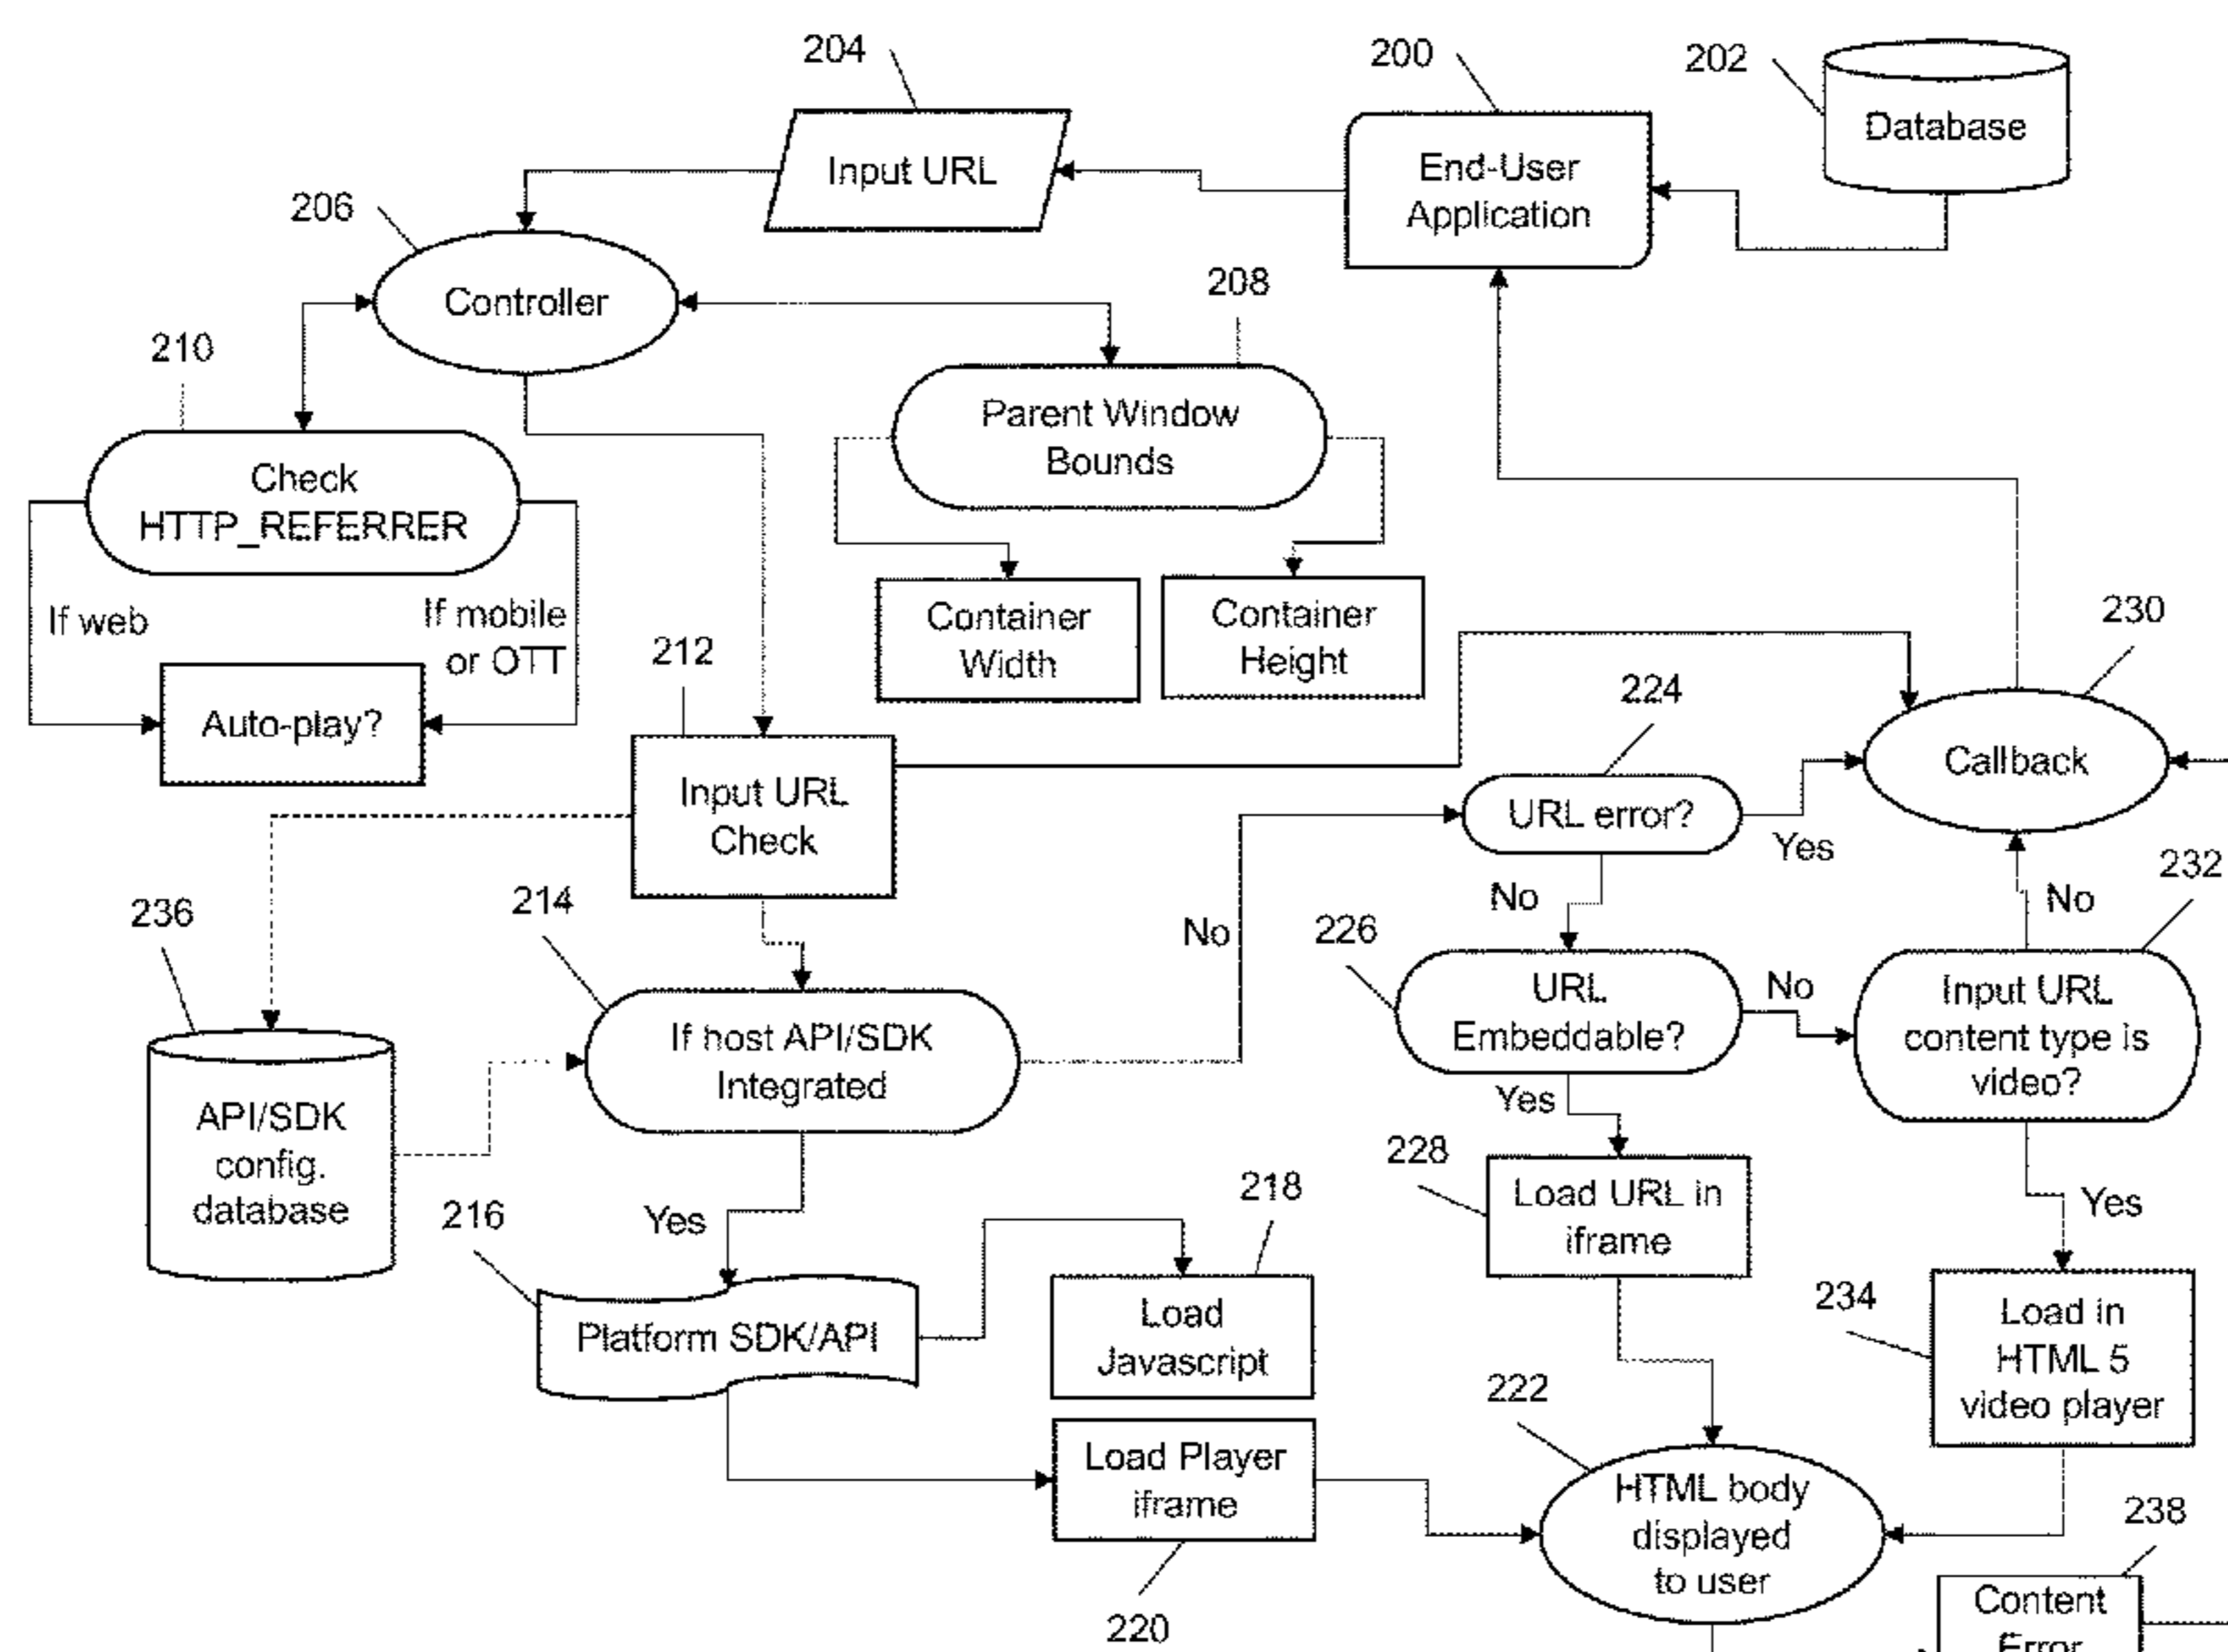 204
200
202
Database
Input URL
End-User
Application
206
Controller
208
210
Parent Window
Bounds
Check
HTTP_REFERRER
If web
If mobile
or OTT
Container
Width
Container
Height
230
212
224
Auto-play?
Callback
Input URL
Check
URL error?
Yes
232
236
214
No
No
226
No
URL
Embeddable?
No
Input URL
content type is
video?
If host API/SDK
Integrated
API/SDK
config.
database
Yes
228
Load URL in
iframe
Yes
216
Yes
218
Platform SDK/API
Load
Javascript
234
Load in
HTML 5
video player
222
Load Player
iframe
HTML body
displayed
to user
238
220
Content
Error